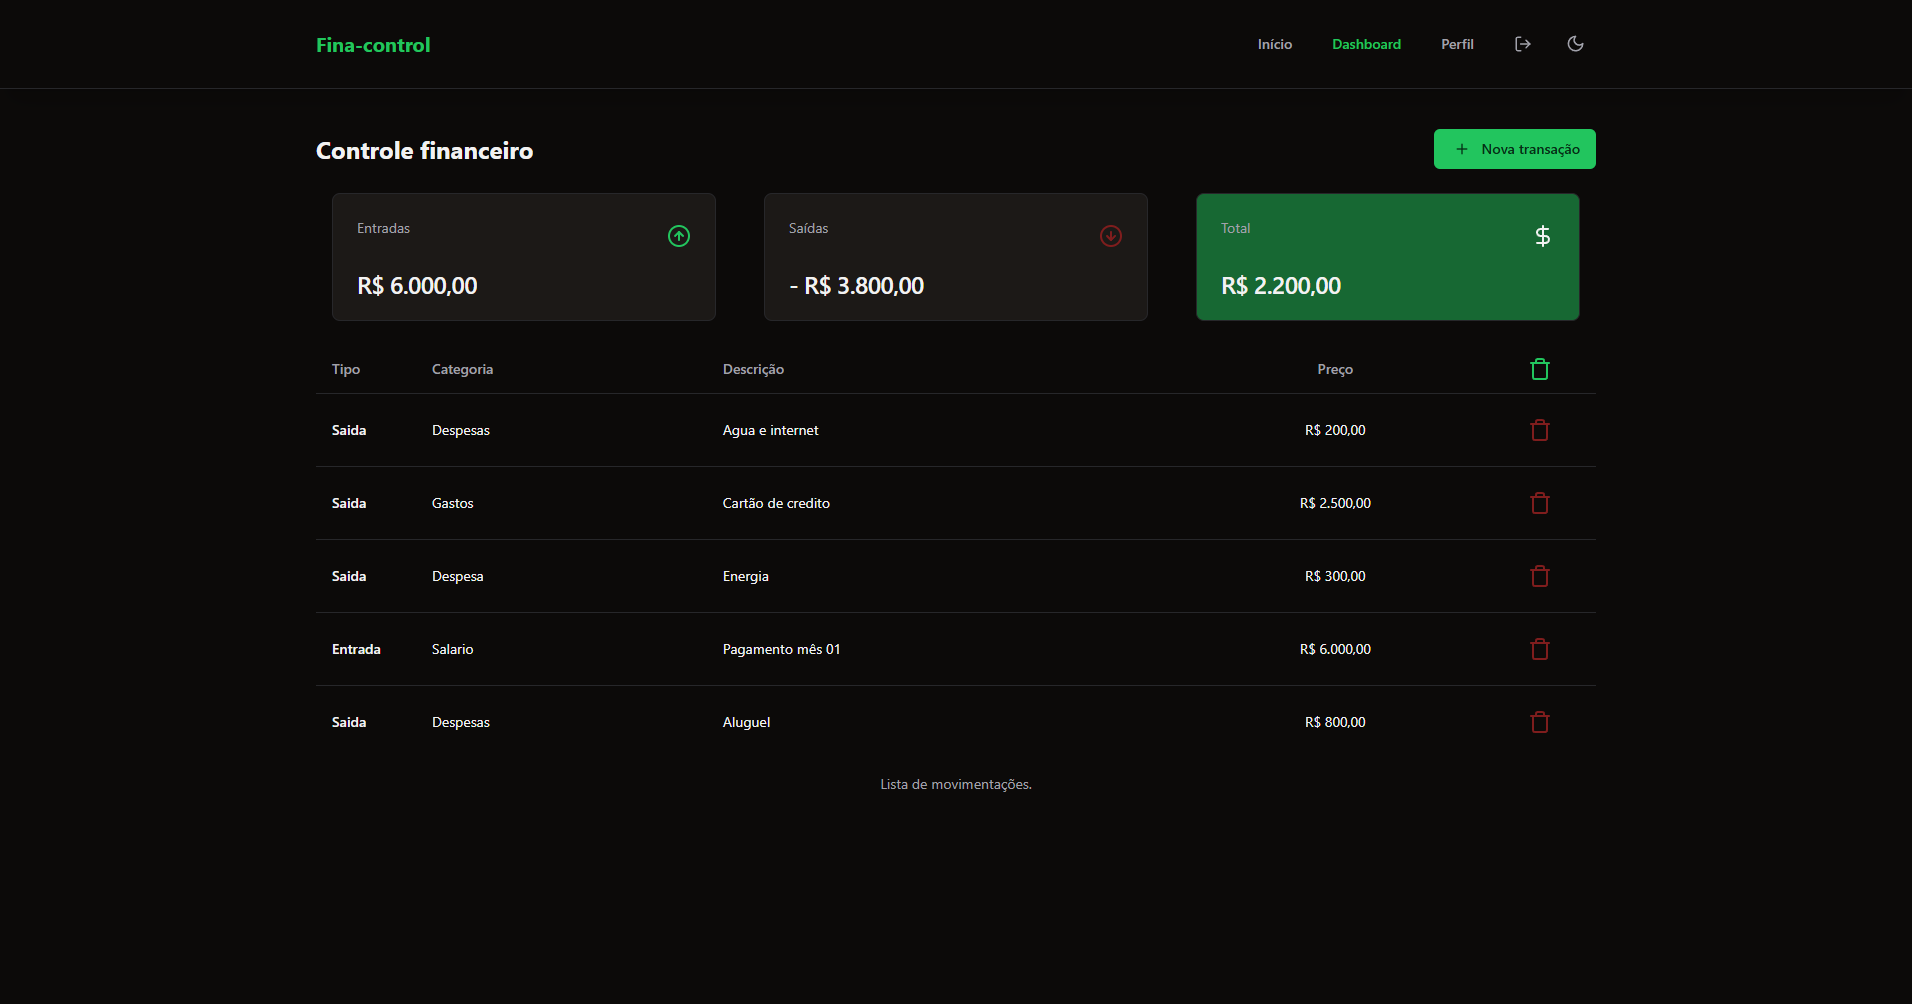 Fina-control
Início Dashboard Perfil
Controle financeiro
+ Nova transação
Entradas
R$ 6.000,00
Saídas
- R$ 3.800,00
Total
$
R$ 2.200,00
Tipo Categoria Descrição Preço
Saida Despesas Agua e internet R$ 200,00
Saida Gastos Cartão de credito R$ 2.500,00
Saida Despesa Energia R$ 300,00
Entrada Salario Pagamento mês 01 R$ 6.000,00
Saida Despesas Aluguel R$ 800,00
Lista de movimentações.